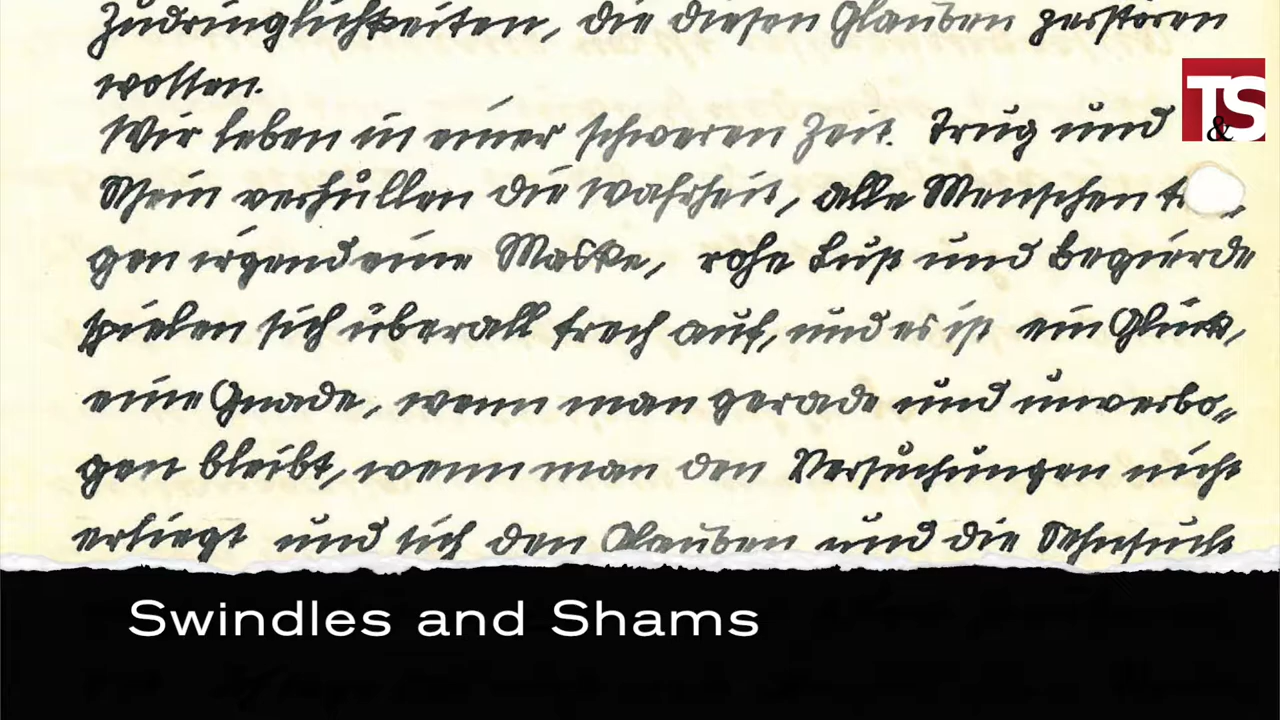 Zudringlichkeiten, die diesen Glauben zerstören
wollen.
Wir leben in einer schweren Zeit. Trug und
Schein verhüllen die Wahrheit, alle Menschen
gen irgendeine Maske, rohe Lust und Begierde
spielen sich überall frech auf, und es ist ein Glück,
eine Gnade, wenn man gerade und unverbo-
gen bleibt, wenn man den Versuchungen nicht
erliegt und sich den Glauben und die Sehnsucht
T&S
Swindles and Shams